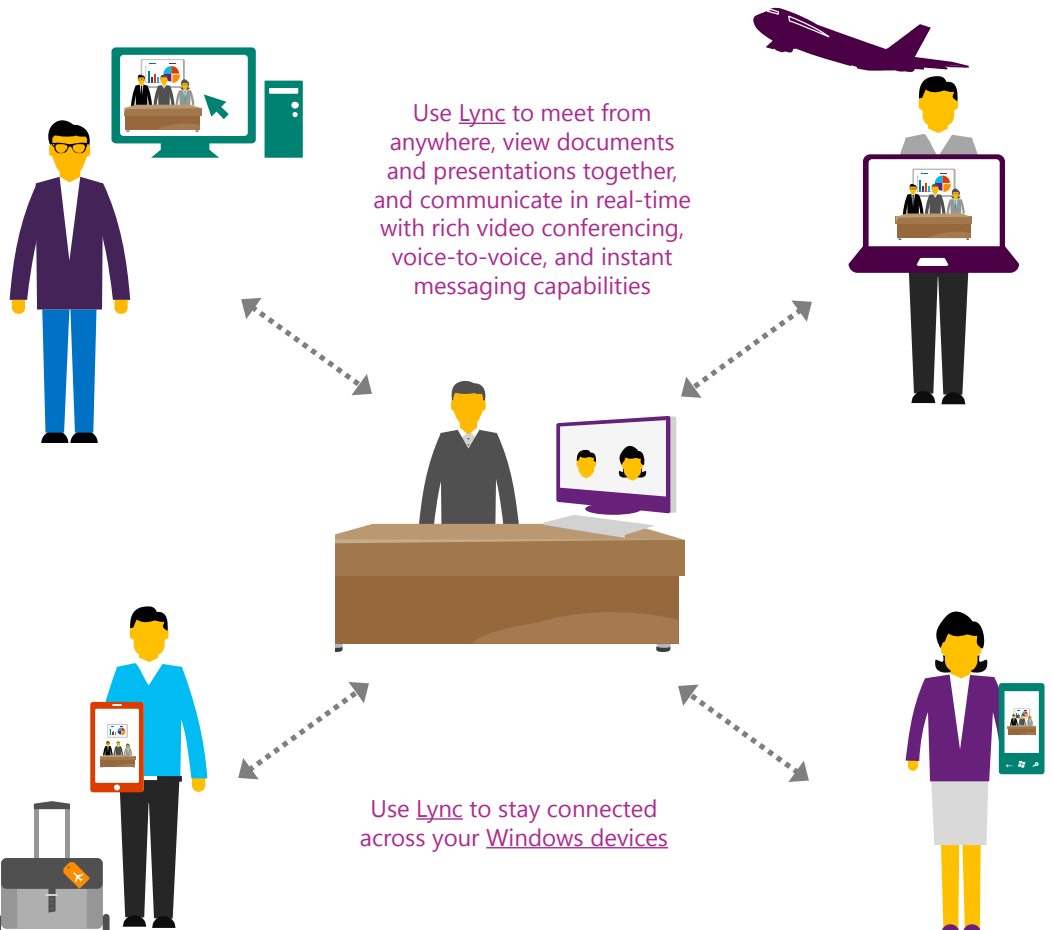 Use Lync to meet from
anywhere, view documents
and presentations together,
and communicate in real-time
with rich video conferencing,
voice-to-voice, and instant
messaging capabilities
Use Lync to stay connected
across your Windows devices